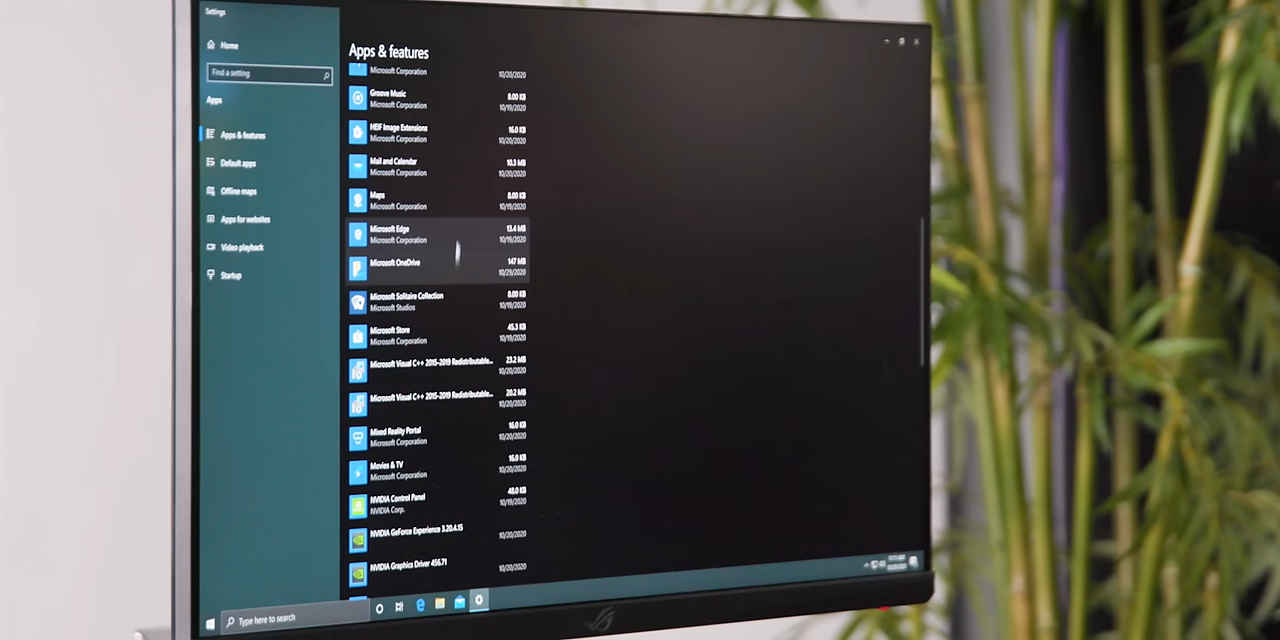 Settings
Home
Find a setting
Apps
Apps & features
Default apps
Offline maps
Apps for websites
Video playback
Startup
Apps & features
Microsoft Corporation 10/20/2020
Groove Music 8.00 KB
Microsoft Corporation 10/19/2020
HEIF Image Extensions 16.0 KB
Microsoft Corporation 10/20/2020
Mail and Calendar 10.3 MB
Microsoft Corporation 10/20/2020
Maps 8.00 KB
Microsoft Corporation 10/19/2020
Microsoft Edge 13.4 MB
Microsoft Corporation 10/19/2020
Microsoft OneDrive 147 MB
10/29/2020
Microsoft Solitaire Collection 8.00 KB
Microsoft Studios 10/19/2020
Microsoft Store 45.3 KB
Microsoft Corporation 10/19/2020
Microsoft Visual C++ 2015-2019 Redistributable... 23.2 MB
10/20/2020
Microsoft Visual C++ 2015-2019 Redistributable... 20.2 MB
10/20/2020
Mixed Reality Portal 16.0 KB
Microsoft Corporation 10/20/2020
Movies & TV 16.0 KB
Microsoft Corporation 10/20/2020
NVIDIA Control Panel 48.0 KB
NVIDIA Corp. 10/19/2020
NVIDIA GeForce Experience 3.20.4.15
10/20/2020
NVIDIA Graphics Driver 456.71
10/20/2020
Type here to search